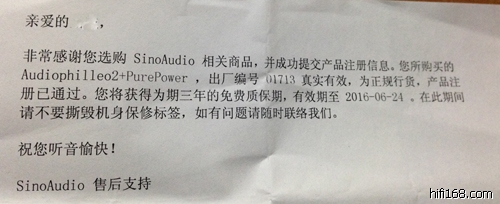 亲爱的 ，
非常感谢您选购 SinoAudio 相关商品，并成功提交产品注册信息。您所购买的
Audiophilleo2+PurePower ，出厂编号 01713 真实有效，为正规行货，产品注
册已通过。您将获得为期三年的免费质保期，有效期至 2016-06-24 。在此期间
请不要撕毁机身保修标签，如有问题请随时联络我们。
祝您听音愉快！
SinoAudio 售后支持
hifi168.com